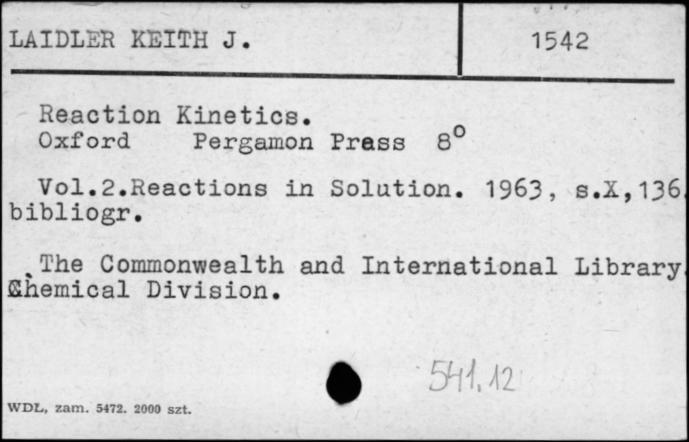 LAIDLER KEITH J.
1542
Reaction Kinetics.
Oxford Pergamon Press 8°
Vol.2.Reactions in Solution. 1963, s.X,136.
bibliogr.
The Commonwealth and International Library.
Chemical Division.
541.12
WDL, zam. 5472. 2000 szt.